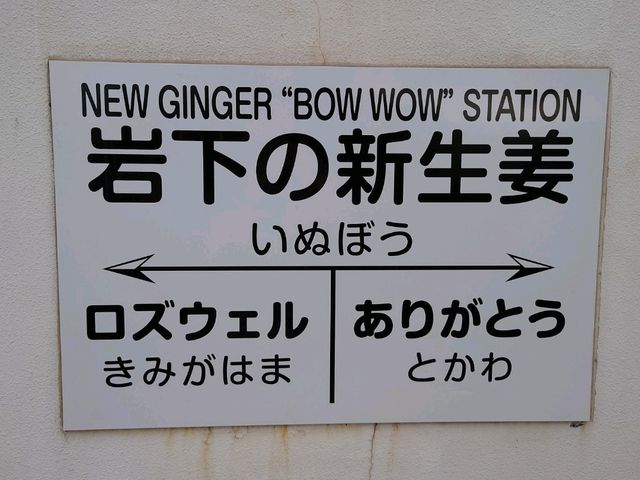 NEW GINGER “BOW WOW” STATION
岩下の新生姜
いぬぼう
ロズウェル
きみがはま
ありがとう
とかわ